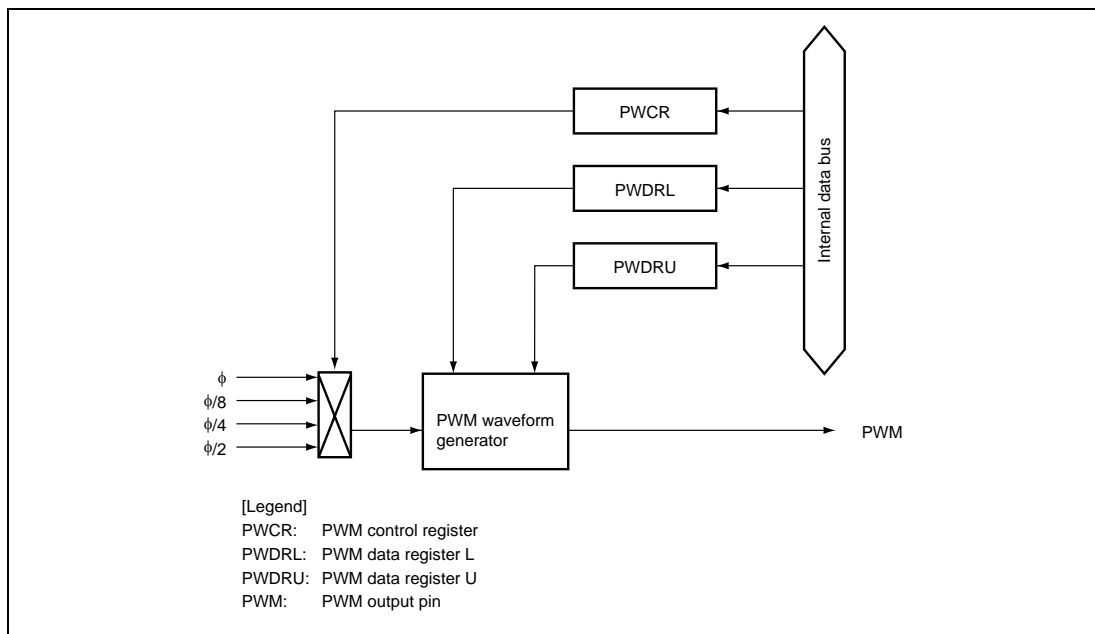 PWCR
PWDRL
PWDRU
Internal data bus
ϕ
ϕ/8
ϕ/4
ϕ/2
PWM waveform
generator
PWM
[Legend]
PWCR: PWM control register
PWDRL: PWM data register L
PWDRU: PWM data register U
PWM: PWM output pin